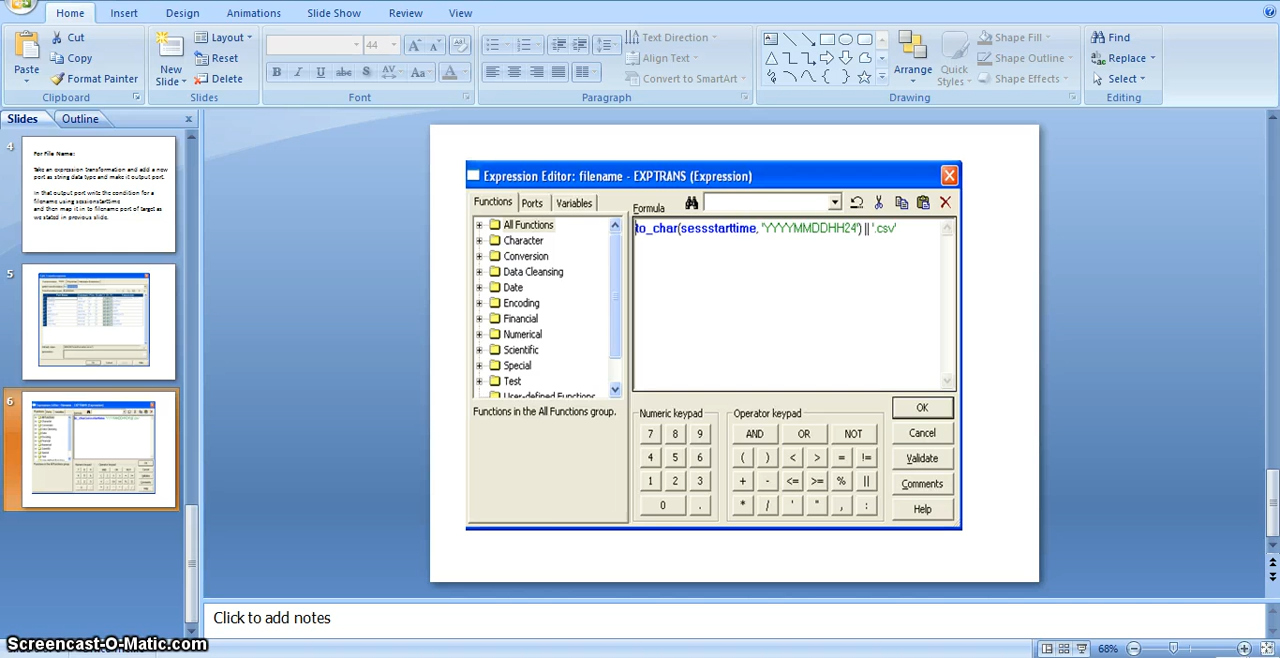 Home Insert Design Animations Slide Show Review View
Cut
Copy
Format Painter
Paste
Clipboard
New
Slide
Layout
Reset
Delete
Slides
44
B I U abc S AV Aa A
Font
Text Direction
Align Text
Convert to SmartArt
Paragraph
Arrange
Quick
Styles
Shape Fill
Shape Outline
Shape Effects
Drawing
Find
Replace
Select
Editing
Slides Outline
4
For File Name:
Take an expression transformation and add a new
port as string data type and make it output port.
In that output port write the condition for a
filename using sessionstarttime
and then map it in to filename port of target as
we stated in previous slide.
5
6
Expression Editor: filename - EXPTRANS (Expression)
Functions Ports Variables
Formula
All Functions
Character
Conversion
Data Cleansing
Date
Encoding
Financial
Numerical
Scientific
Special
Test
User-defined Functions
to_char(sessstarttime, "YYYYMMDDHH24") || '.csv'
Functions in the All Functions group.
Numeric keypad
7 8 9
4 5 6
1 2 3
0 .
Operator keypad
AND OR NOT
( ) < > = !=
+ - <= >= % ||
* / ' " , :
OK
Cancel
Validate
Comments
Help
Click to add notes
Screencast-O-Matic.com
68%